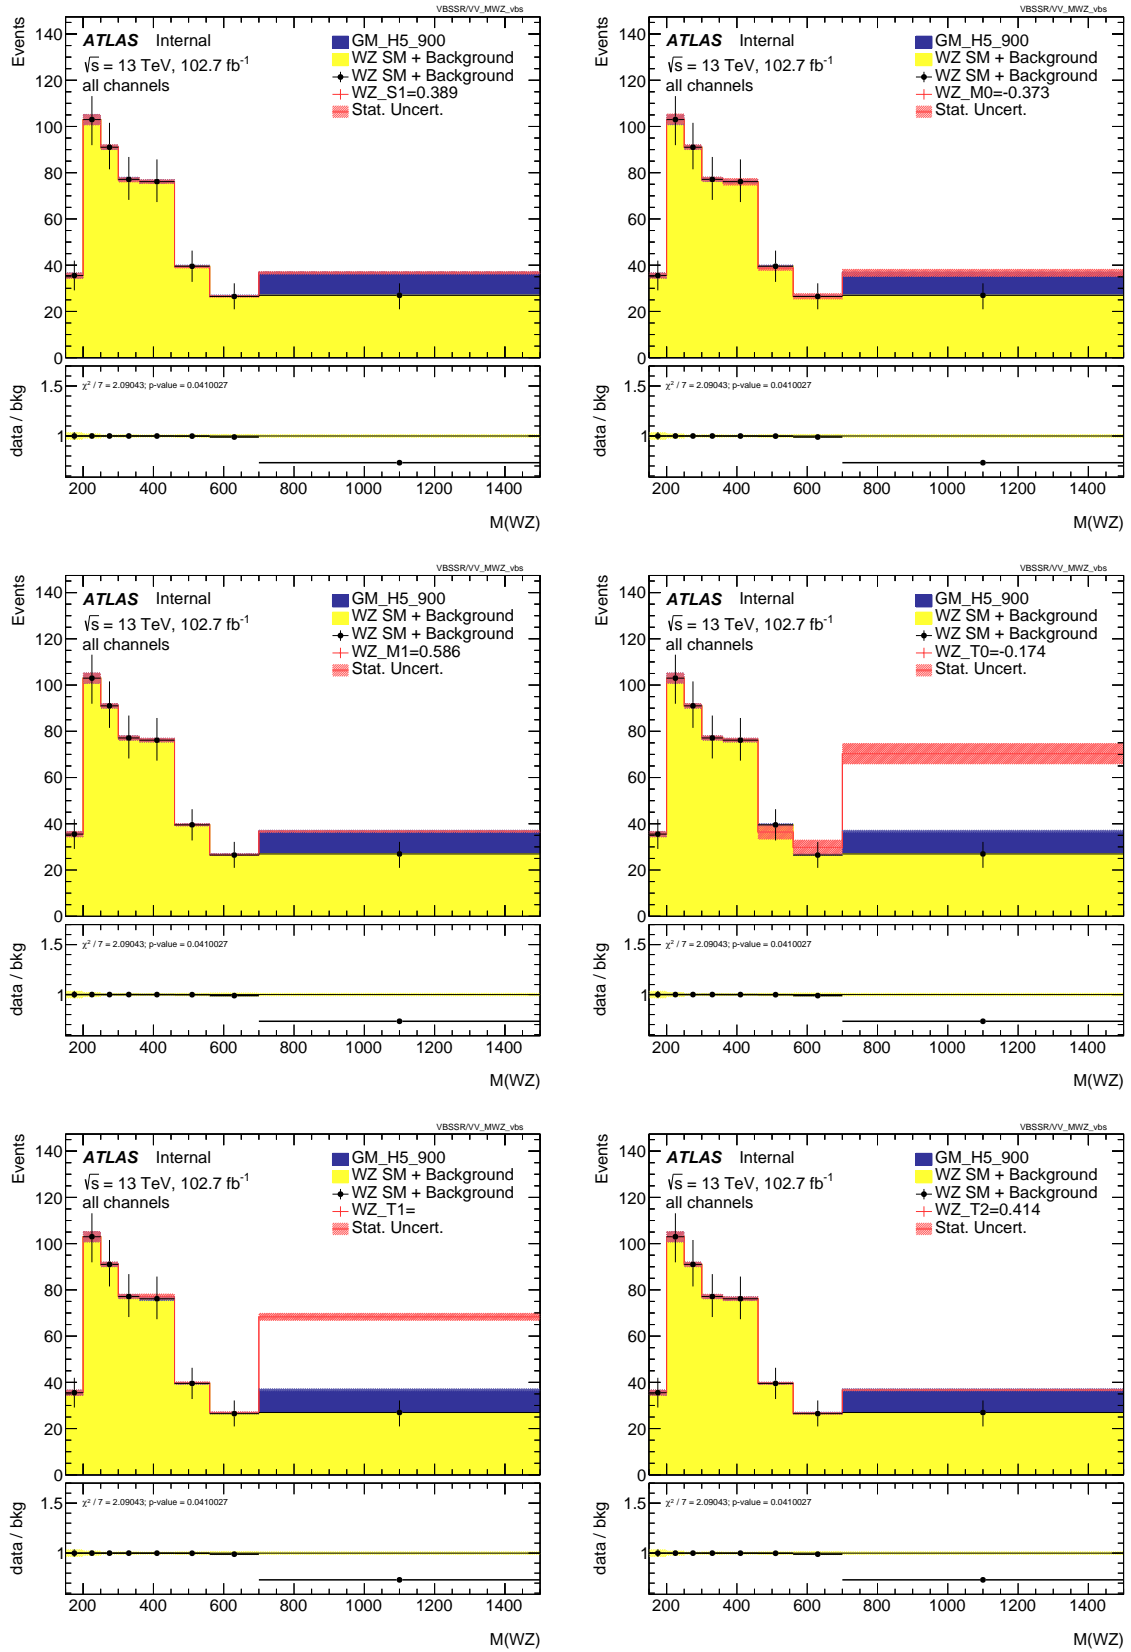 VBSSR/VV_MWZ_vbs
Events
140
120
100
80
60
40
20
0
ATLAS Internal
√s = 13 TeV, 102.7 fb⁻¹
all channels
GM_H5_900
WZ SM + Background
WZ SM + Background
WZ_S1=0.389
Stat. Uncert.
data / bkg
1.5
1
χ² / 7 = 2.09043; p-value = 0.0410027
200 400 600 800 1000 1200 1400
M(WZ)
VBSSR/VV_MWZ_vbs
Events
140
120
100
80
60
40
20
0
ATLAS Internal
√s = 13 TeV, 102.7 fb⁻¹
all channels
GM_H5_900
WZ SM + Background
WZ SM + Background
WZ_M0=-0.373
Stat. Uncert.
data / bkg
1.5
1
χ² / 7 = 2.09043; p-value = 0.0410027
200 400 600 800 1000 1200 1400
M(WZ)
VBSSR/VV_MWZ_vbs
Events
140
120
100
80
60
40
20
0
ATLAS Internal
√s = 13 TeV, 102.7 fb⁻¹
all channels
GM_H5_900
WZ SM + Background
WZ SM + Background
WZ_M1=0.586
Stat. Uncert.
data / bkg
1.5
1
χ² / 7 = 2.09043; p-value = 0.0410027
200 400 600 800 1000 1200 1400
M(WZ)
VBSSR/VV_MWZ_vbs
Events
140
120
100
80
60
40
20
0
ATLAS Internal
√s = 13 TeV, 102.7 fb⁻¹
all channels
GM_H5_900
WZ SM + Background
WZ SM + Background
WZ_T0=-0.174
Stat. Uncert.
data / bkg
1.5
1
χ² / 7 = 2.09043; p-value = 0.0410027
200 400 600 800 1000 1200 1400
M(WZ)
VBSSR/VV_MWZ_vbs
Events
140
120
100
80
60
40
20
0
ATLAS Internal
√s = 13 TeV, 102.7 fb⁻¹
all channels
GM_H5_900
WZ SM + Background
WZ SM + Background
WZ_T1=
Stat. Uncert.
data / bkg
1.5
1
χ² / 7 = 2.09043; p-value = 0.0410027
200 400 600 800 1000 1200 1400
M(WZ)
VBSSR/VV_MWZ_vbs
Events
140
120
100
80
60
40
20
0
ATLAS Internal
√s = 13 TeV, 102.7 fb⁻¹
all channels
GM_H5_900
WZ SM + Background
WZ SM + Background
WZ_T2=0.414
Stat. Uncert.
data / bkg
1.5
1
χ² / 7 = 2.09043; p-value = 0.0410027
200 400 600 800 1000 1200 1400
M(WZ)